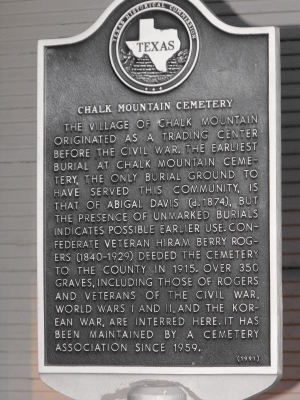 TEXAS HISTORICAL COMMISSION
TEXAS
CHALK MOUNTAIN CEMETERY
THE VILLAGE OF CHALK MOUNTAIN
ORIGINATED AS A TRADING CENTER
BEFORE THE CIVIL WAR. THE EARLIEST
BURIAL AT CHALK MOUNTAIN CEME-
TERY, THE ONLY BURIAL GROUND TO
HAVE SERVED THIS COMMUNITY, IS
THAT OF ABIGAL DAVIS (d.1874), BUT
THE PRESENCE OF UNMARKED BURIALS
INDICATES POSSIBLE EARLIER USE. CON-
FEDERATE VETERAN HIRAM BERRY ROG-
ERS (1840-1929) DEEDED THE CEMETERY
TO THE COUNTY IN 1915. OVER 350
GRAVES, INCLUDING THOSE OF ROGERS
AND VETERANS OF THE CIVIL WAR,
WORLD WARS I AND II, AND THE KOR-
EAN WAR, ARE INTERRED HERE. IT HAS
BEEN MAINTAINED BY A CEMETERY
ASSOCIATION SINCE 1959.
(1991)